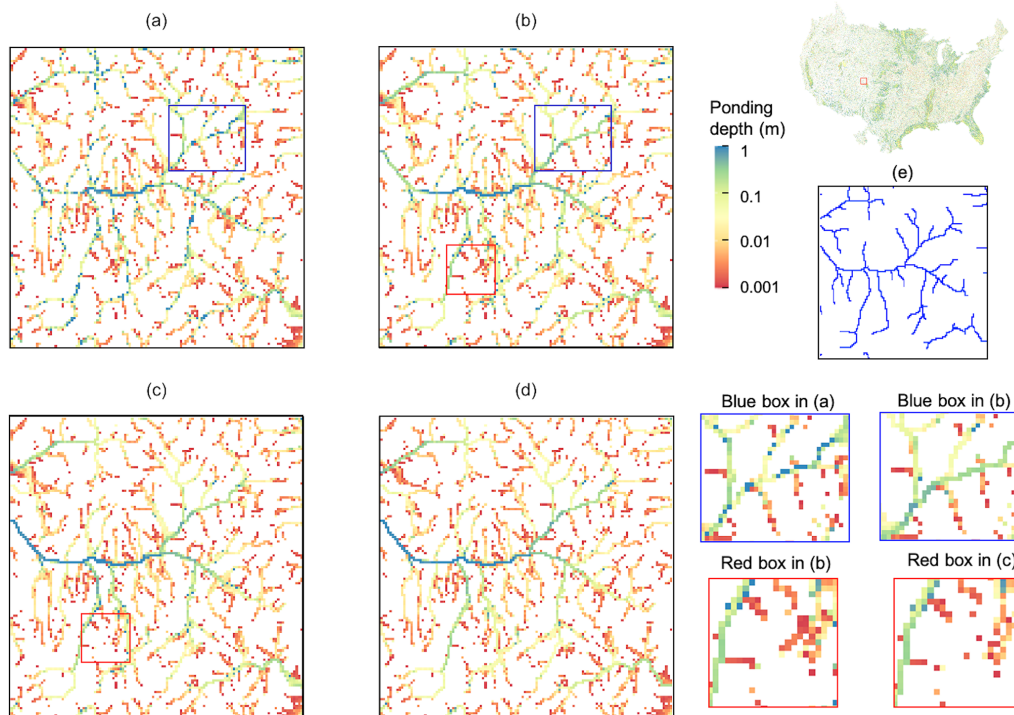 (a)
(b)
Ponding
depth (m)
1
0.1
0.01
0.001
(e)
(c)
(d)
Blue box in (a)
Blue box in (b)
Red box in (b)
Red box in (c)